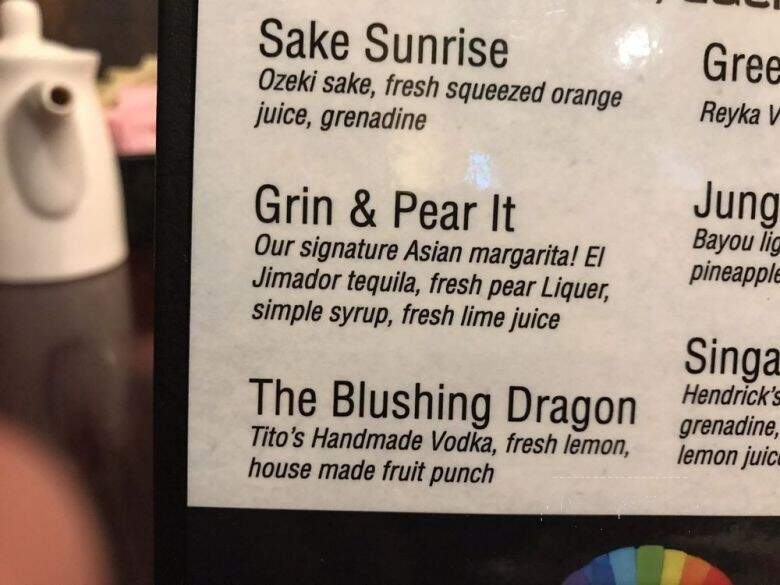 Sake Sunrise
Ozeki sake, fresh squeezed orange
juice, grenadine
Grin & Pear It
Our signature Asian margarita! El
Jimador tequila, fresh pear Liquer,
simple syrup, fresh lime juice
The Blushing Dragon
Tito's Handmade Vodka, fresh lemon,
house made fruit punch
Gree
Reyka V
Jung
Bayou lig
pineapple
Singa
Hendrick's
grenadine,
lemon juic